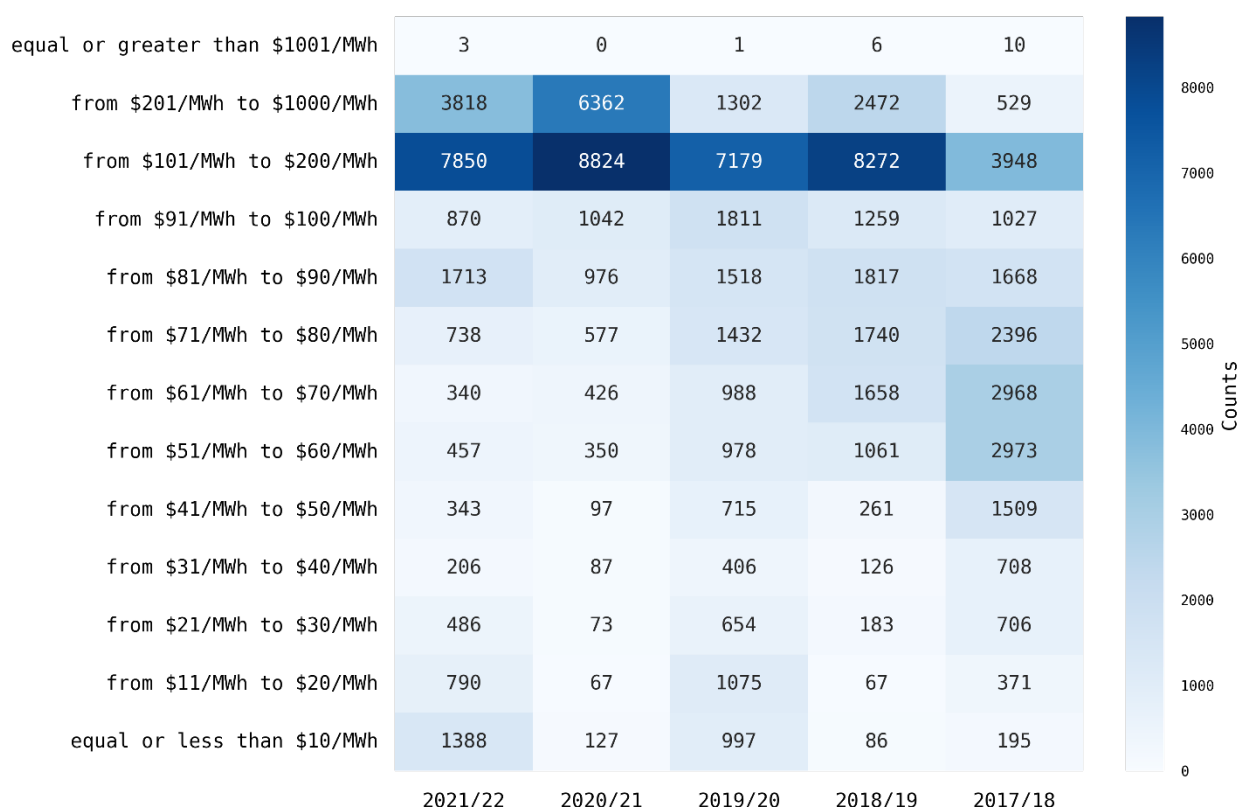 equal or greater than $1001/MWh 3 0 1 6 10
from $201/MWh to $1000/MWh 3818 6362 1302 2472 529
from $101/MWh to $200/MWh 7850 8824 7179 8272 3948
from $91/MWh to $100/MWh 870 1042 1811 1259 1027
from $81/MWh to $90/MWh 1713 976 1518 1817 1668
from $71/MWh to $80/MWh 738 577 1432 1740 2396
from $61/MWh to $70/MWh 340 426 988 1658 2968
from $51/MWh to $60/MWh 457 350 978 1061 2973
from $41/MWh to $50/MWh 343 97 715 261 1509
from $31/MWh to $40/MWh 206 87 406 126 708
from $21/MWh to $30/MWh 486 73 654 183 706
from $11/MWh to $20/MWh 790 67 1075 67 371
equal or less than $10/MWh 1388 127 997 86 195
2021/22 2020/21 2019/20 2018/19 2017/18
8000
7000
6000
5000
4000
3000
2000
1000
0
Counts